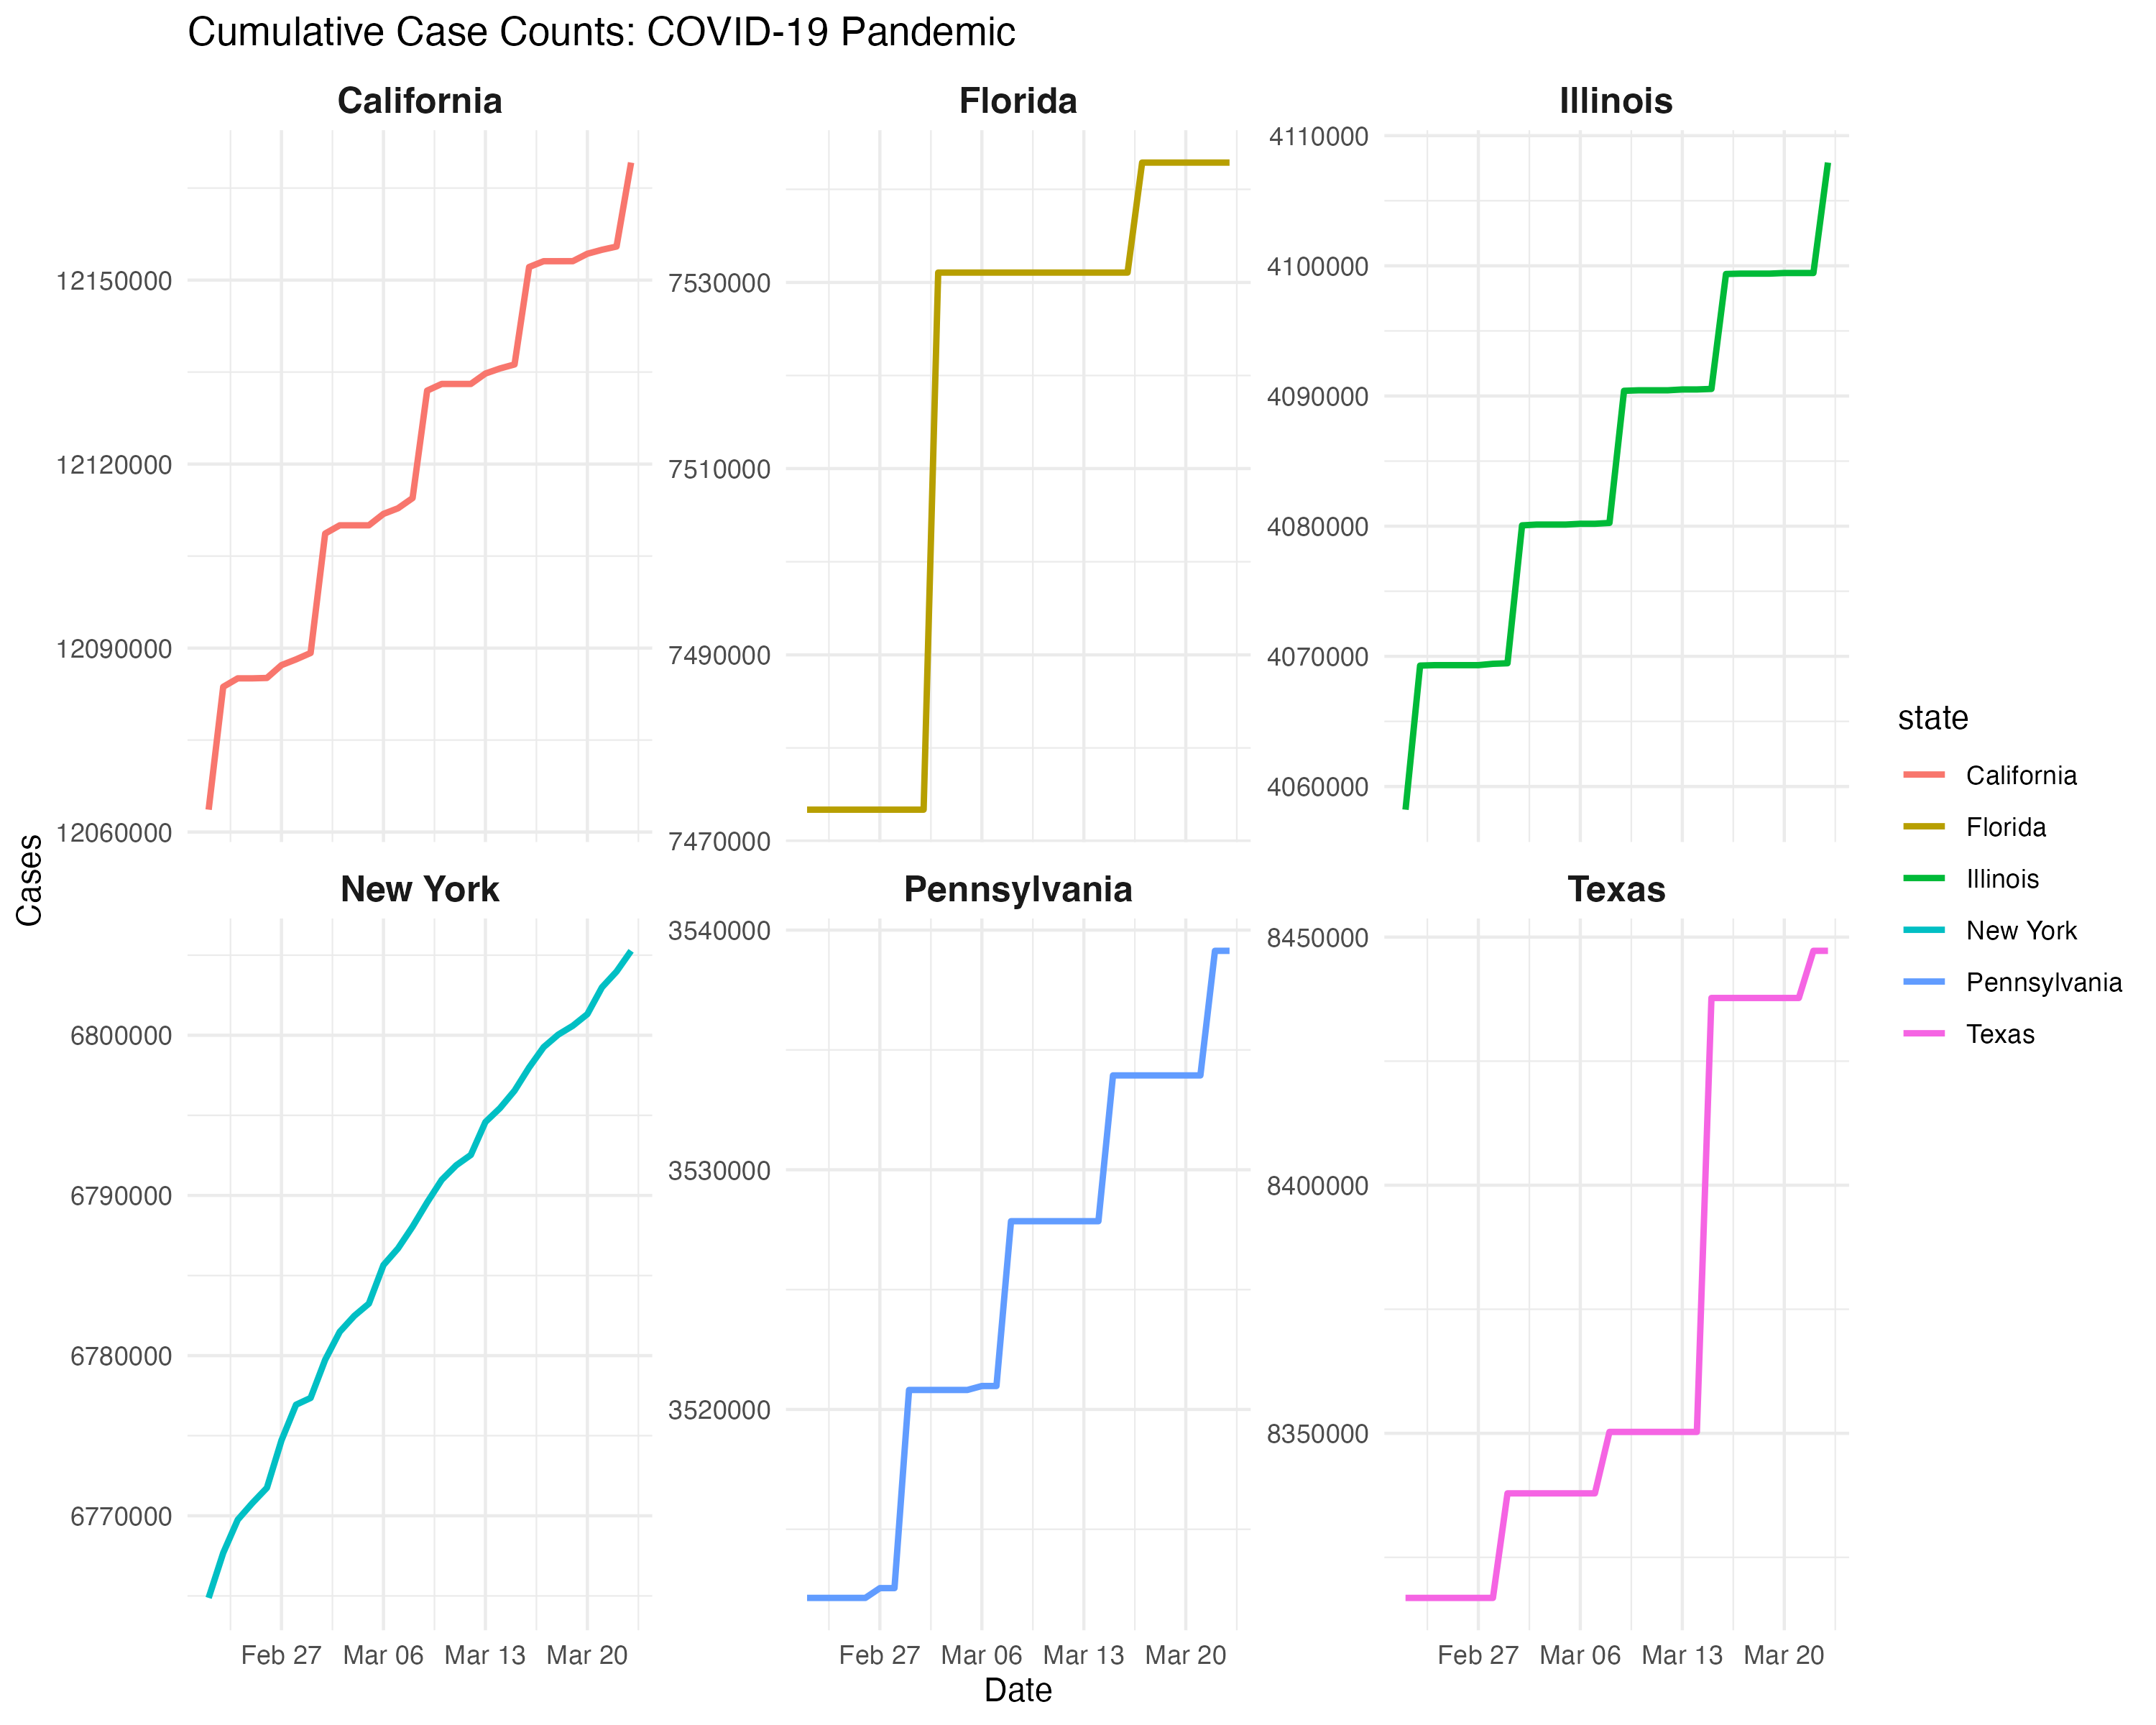 Cumulative Case Counts: COVID-19 Pandemic
California
Florida
Illinois
12150000
12120000
12090000
12060000
7530000
7510000
7490000
7470000
4110000
4100000
4090000
4080000
4070000
4060000
Cases
New York
Pennsylvania
Texas
6800000
6790000
6780000
6770000
3540000
3530000
3520000
8450000
8400000
8350000
Feb 27 Mar 06 Mar 13 Mar 20
Feb 27 Mar 06 Mar 13 Mar 20
Feb 27 Mar 06 Mar 13 Mar 20
Date
state
California
Florida
Illinois
New York
Pennsylvania
Texas